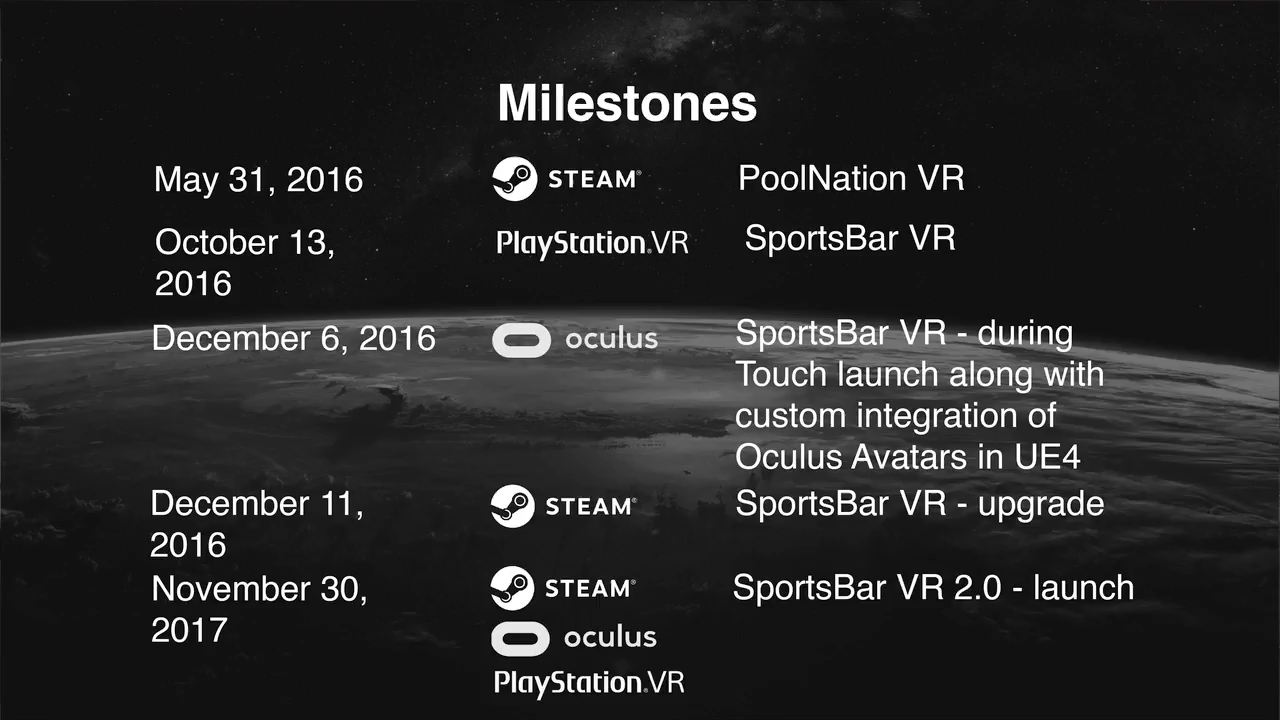 Milestones
May 31, 2016 STEAM® PoolNation VR
October 13, PlayStation®VR SportsBar VR
2016
December 6, 2016 oculus SportsBar VR - during
Touch launch along with
custom integration of
Oculus Avatars in UE4
December 11, STEAM® SportsBar VR - upgrade
2016
November 30, STEAM® SportsBar VR 2.0 - launch
2017 oculus
PlayStation®VR